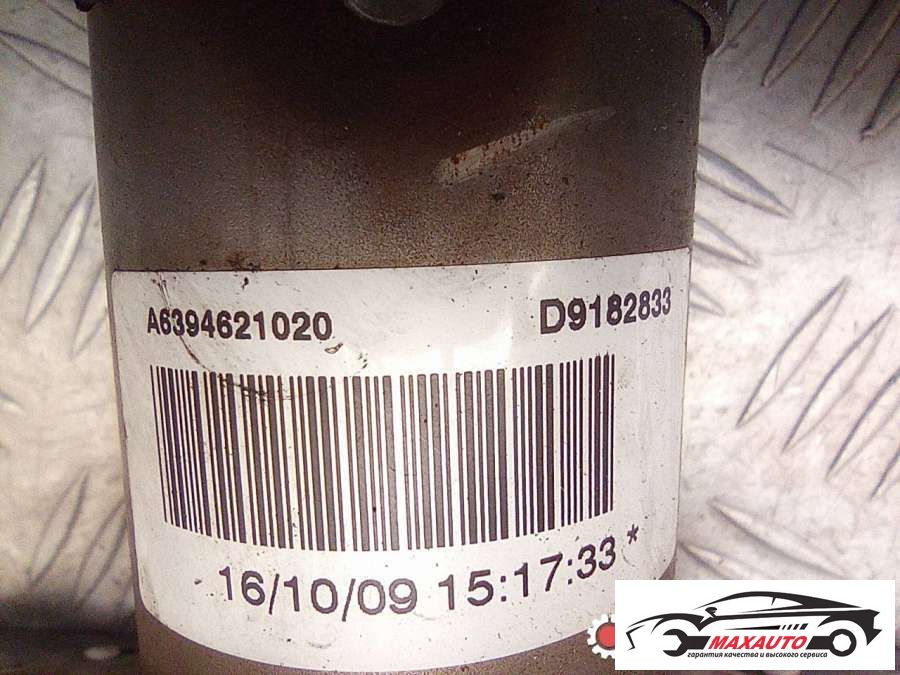 A6394621020 D9182833
16/10/09 15:17:33 *
MAXAUTO
гарантия качества и высокого сервиса